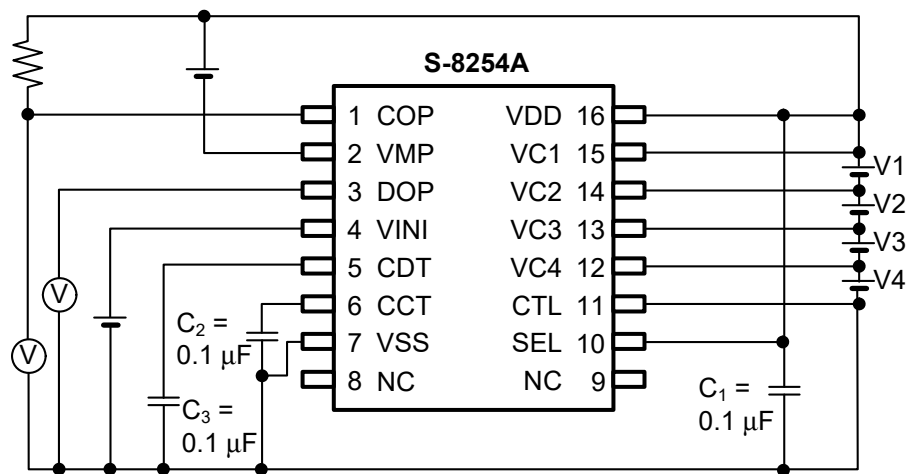 S-8254A
1 COP VDD 16
2 VMP VC1 15
3 DOP VC2 14
4 VINI VC3 13
5 CDT VC4 12
6 CCT CTL 11
7 VSS SEL 10
8 NC NC 9
V1
V2
V3
V4
V
V
C2 =
0.1 μF
C3 =
0.1 μF
C1 =
0.1 μF